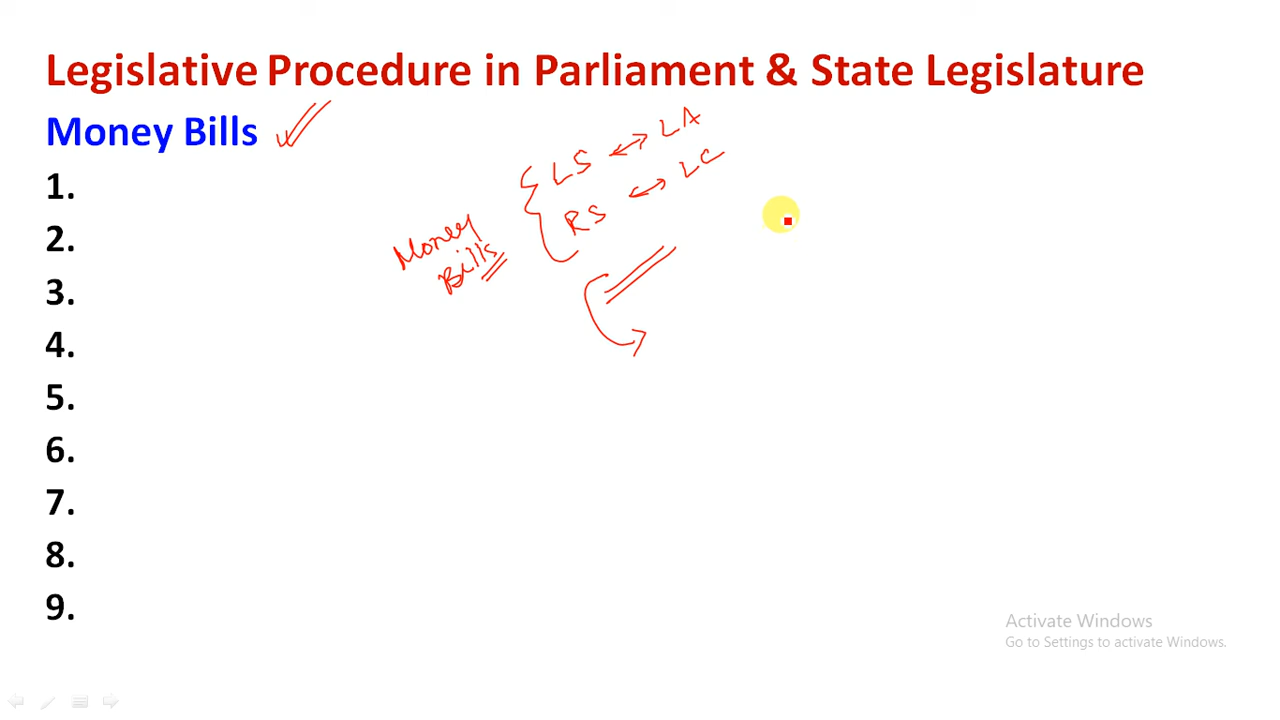 Legislative Procedure in Parliament & State Legislature
Money Bills
1.
2.
3.
4.
5.
6.
7.
8.
9.
Money
Bills
LS ↔ LA
RS ↔ LC
Activate Windows
Go to Settings to activate Windows.